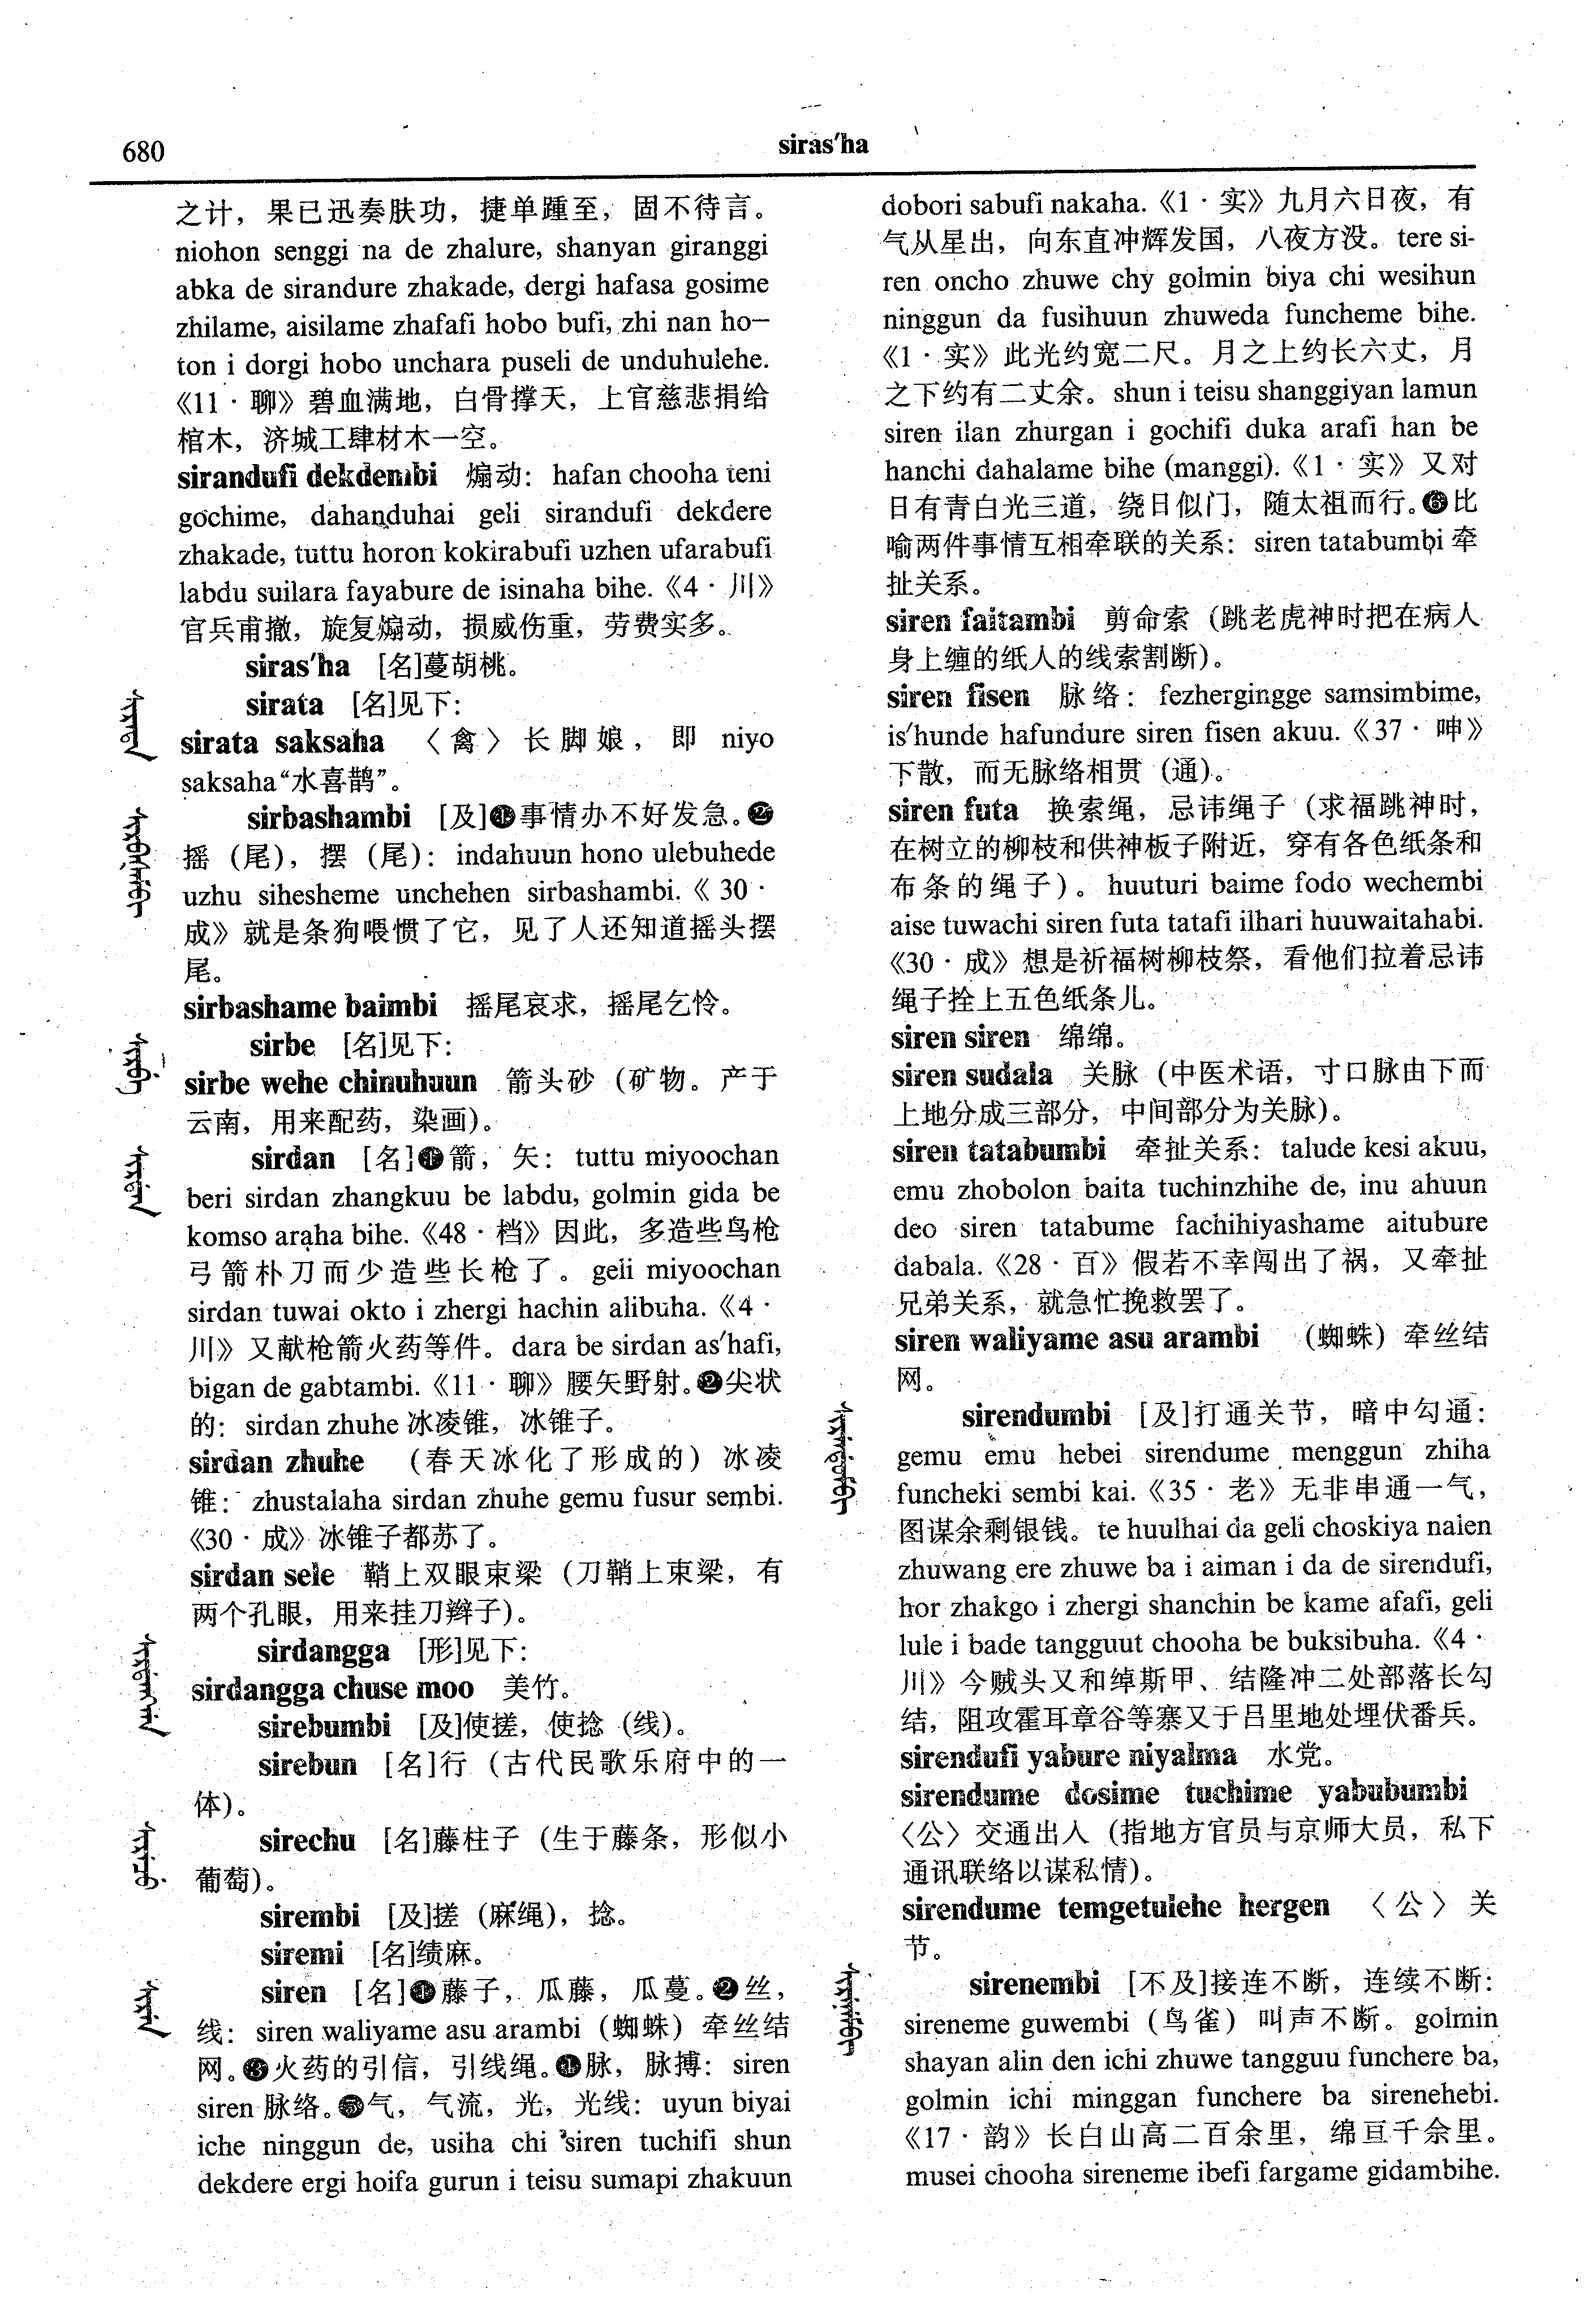 680
siras'ha
之计，果已迅奏肤功，捷单踵至，固不待言。
niohon senggi na de zhalure, shanyan giranggi
abka de sirandure zhakade, dergi hafasa gosime
zhilame, aisilame zhafafi hobo bufi, zhi nan ho–
ton i dorgi hobo unchara puseli de unduhulehe.
《11·聊》碧血满地，白骨撑天，上官慈悲捐给
棺木，济城工肆材木一空。
sirandufi dekdembi 煽动：hafan chooha teni
gochime, dahanduhai geli sirandufi dekdere
zhakade, tuttu horon kokirabufi uzhen ufarabufi
labdu suilara fayabure de isinaha bihe.《4·川》
官兵甫撤，旋复煽动，损威伤重，劳费实多。
siras'ha [名]蔓胡桃。
sirata [名]见下：
sirata saksaha 〈禽〉长脚娘，即 niyo
saksaha“水喜鹊”。
sirbashambi [及]❶事情办不好发急。❷
摇（尾），摆（尾）：indahuun hono ulebuhede
uzhu sihesheme unchehen sirbashambi.《30·
成》就是条狗喂惯了它，见了人还知道摇头摆
尾。
sirbashame baimbi 摇尾哀求，摇尾乞怜。
sirbe [名]见下：
sirbe wehe chinuhuun 箭头砂（矿物。产于
云南，用来配药，染画）。
sirdan [名]❶箭，矢：tuttu miyoochan
beri sirdan zhangkuu be labdu, golmin gida be
komso araha bihe.《48·档》因此，多造些鸟枪
弓箭朴刀而少造些长枪了。geli miyoochan
sirdan tuwai okto i zhergi hachin alibuha.《4·
川》又献枪箭火药等件。dara be sirdan as'hafi,
bigan de gabtambi.《11·聊》腰矢野射。❷尖状
的：sirdan zhuhe 冰凌锥，冰锥子。
sirdan zhuhe （春天冰化了形成的）冰凌
锥：zhustalaha sirdan zhuhe gemu fusur sembi.
《30·成》冰锥子都苏了。
sirdan sele 鞘上双眼束梁（刀鞘上束梁，有
两个孔眼，用来挂刀辫子）。
sirdangga [形]见下：
sirdangga chuse moo 美竹。
sirebumbi [及]使搓，使捻（线）。
sirebun [名]行（古代民歌乐府中的一
体）。
sirechu [名]藤柱子（生于藤条，形似小
葡萄）。
sirembi [及]搓（麻绳），捻。
siremi [名]绩麻。
siren [名]❶藤子，瓜藤，瓜蔓。❷丝，
线：siren waliyame asu arambi（蜘蛛）牵丝结
网。❸火药的引信，引线绳。❹脉，脉搏：siren
siren 脉络。❺气，气流，光，光线：uyun biyai
iche ninggun de, usiha chi siren tuchifi shun
dekdere ergi hoifa gurun i teisu sumapi zhakuun
dobori sabufi nakaha.《1·实》九月六日夜，有
气从星出，向东直冲辉发国，八夜方没。tere si-
ren oncho zhuwe chy golmin biya chi wesihun
ninggun da fusihuun zhuweda funcheme bihe.
《1·实》此光约宽二尺。月之上约长六丈，月
之下约有二丈余。shun i teisu shanggiyan lamun
siren ilan zhurgan i gochifi duka arafi han be
hanchi dahalame bihe (manggi).《1·实》又对
日有青白光三道，绕日似门，随太祖而行。❻比
喻两件事情互相牵联的关系：siren tatabumbi 牵
扯关系。
siren faitambi 剪命索（跳老虎神时把在病人
身上缠的纸人的线索割断）。
siren fisen 脉络：fezhergingge samsimbime,
is'hunde hafundure siren fisen akuu.《37·呻》
下散，而无脉络相贯（通）。
siren futa 换索绳，忌讳绳子（求福跳神时，
在树立的柳枝和供神板子附近，穿有各色纸条和
布条的绳子）。huuturi baime fodo wechembi
aise tuwachi siren futa tatafi ilhari huuwaitahabi.
《30·成》想是祈福树柳枝祭，看他们拉着忌讳
绳子拴上五色纸条儿。
siren siren 绵绵。
siren sudala 关脉（中医术语，寸口脉由下而
上地分成三部分，中间部分为关脉）。
siren tatabumbi 牵扯关系：talude kesi akuu,
emu zhobolon baita tuchinzhihe de, inu ahuun
deo siren tatabume fachihiyashame aitubure
dabala.《28·百》假若不幸闯出了祸，又牵扯
兄弟关系，就急忙挽救罢了。
siren waliyame asu arambi （蜘蛛）牵丝结
网。
sirendumbi [及]打通关节，暗中勾通：
gemu emu hebei sirendume menggun zhiha
funcheki sembi kai.《35·老》无非串通一气，
图谋余剩银钱。te huulhai da geli choskiya nalen
zhuwang ere zhuwe ba i aiman i da de sirendufi,
hor zhakgo i zhergi shanchin be kame afafi, geli
lule i bade tangguut chooha be buksibuha.《4·
川》今贼头又和绰斯甲、结隆冲二处部落长勾
结，阻攻霍耳章谷等寨又于吕里地处埋伏番兵。
sirendufi yabure niyalma 水党。
sirendume dosime tuchime yabubumbi
〈公〉交通出入（指地方官员与京师大员，私下
通讯联络以谋私情）。
sirendume temgetulehe hergen 〈公〉关
节。
sirenembi [不及]接连不断，连续不断：
sireneme guwembi（鸟雀）叫声不断。golmin
shayan alin den ichi zhuwe tangguu funchere ba,
golmin ichi minggan funchere ba sirenehebi.
《17·韵》长白山高二百余里，绵亘千余里。
musei chooha sireneme ibefi fargame gidambihe.